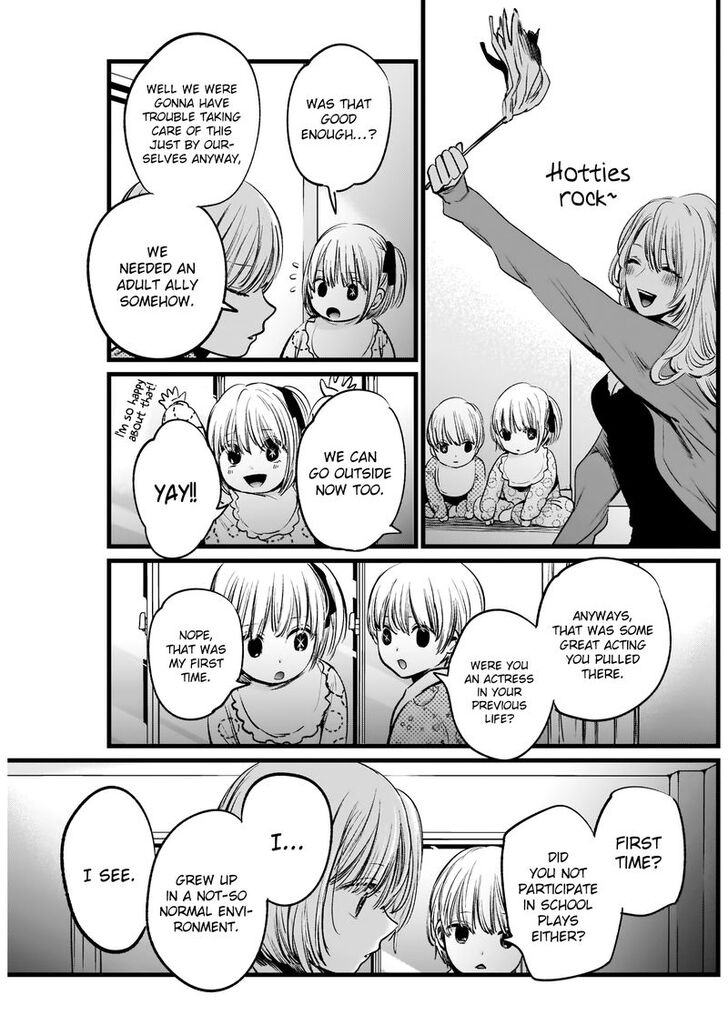 Hotties
rock~
WAS THAT
GOOD
ENOUGH...?
WELL WE WERE
GONNA HAVE
TROUBLE TAKING
CARE OF THIS
JUST BY OUR-
SELVES ANYWAY,
WE
NEEDED AN
ADULT ALLY
SOMEHOW.
WE CAN
GO OUTSIDE
NOW TOO.
YAY!!
I'm so happy
about that!
ANYWAYS,
THAT WAS SOME
GREAT ACTING
YOU PULLED
THERE.
WERE YOU
AN ACTRESS
IN YOUR
PREVIOUS
LIFE?
NOPE,
THAT WAS
MY FIRST
TIME.
FIRST
TIME?
DID
YOU NOT
PARTICIPATE
IN SCHOOL
PLAYS
EITHER?
I...
GREW UP
IN A NOT-SO
NORMAL ENVI-
RONMENT.
I SEE.